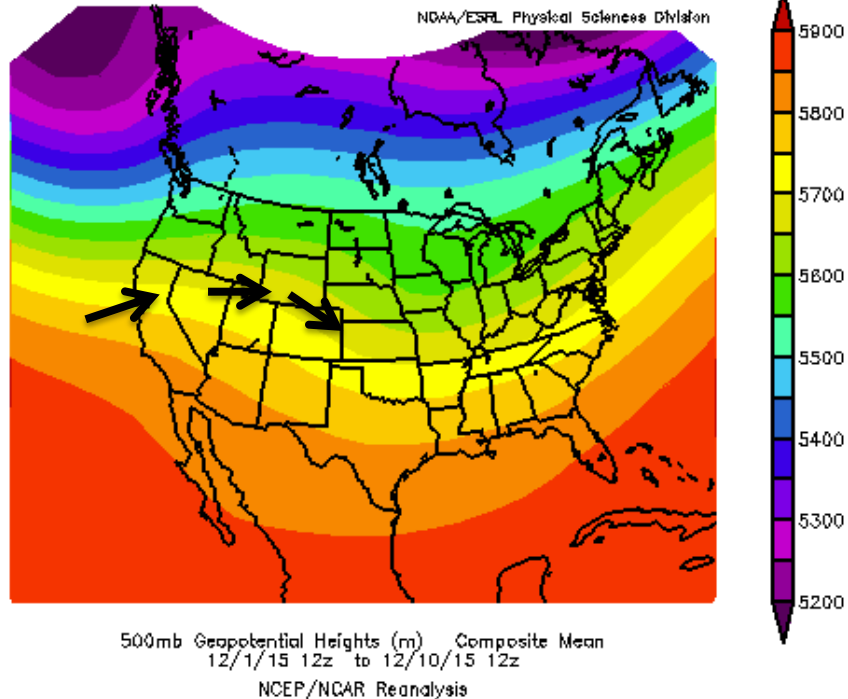 NOAA/ESRL Physical Sciences Division
5900
5800
5700
5600
5500
5400
5300
5200
500mb Geopotential Heights (m) Composite Mean
12/1/15 12z to 12/10/15 12z
NCEP/NCAR Reanalysis